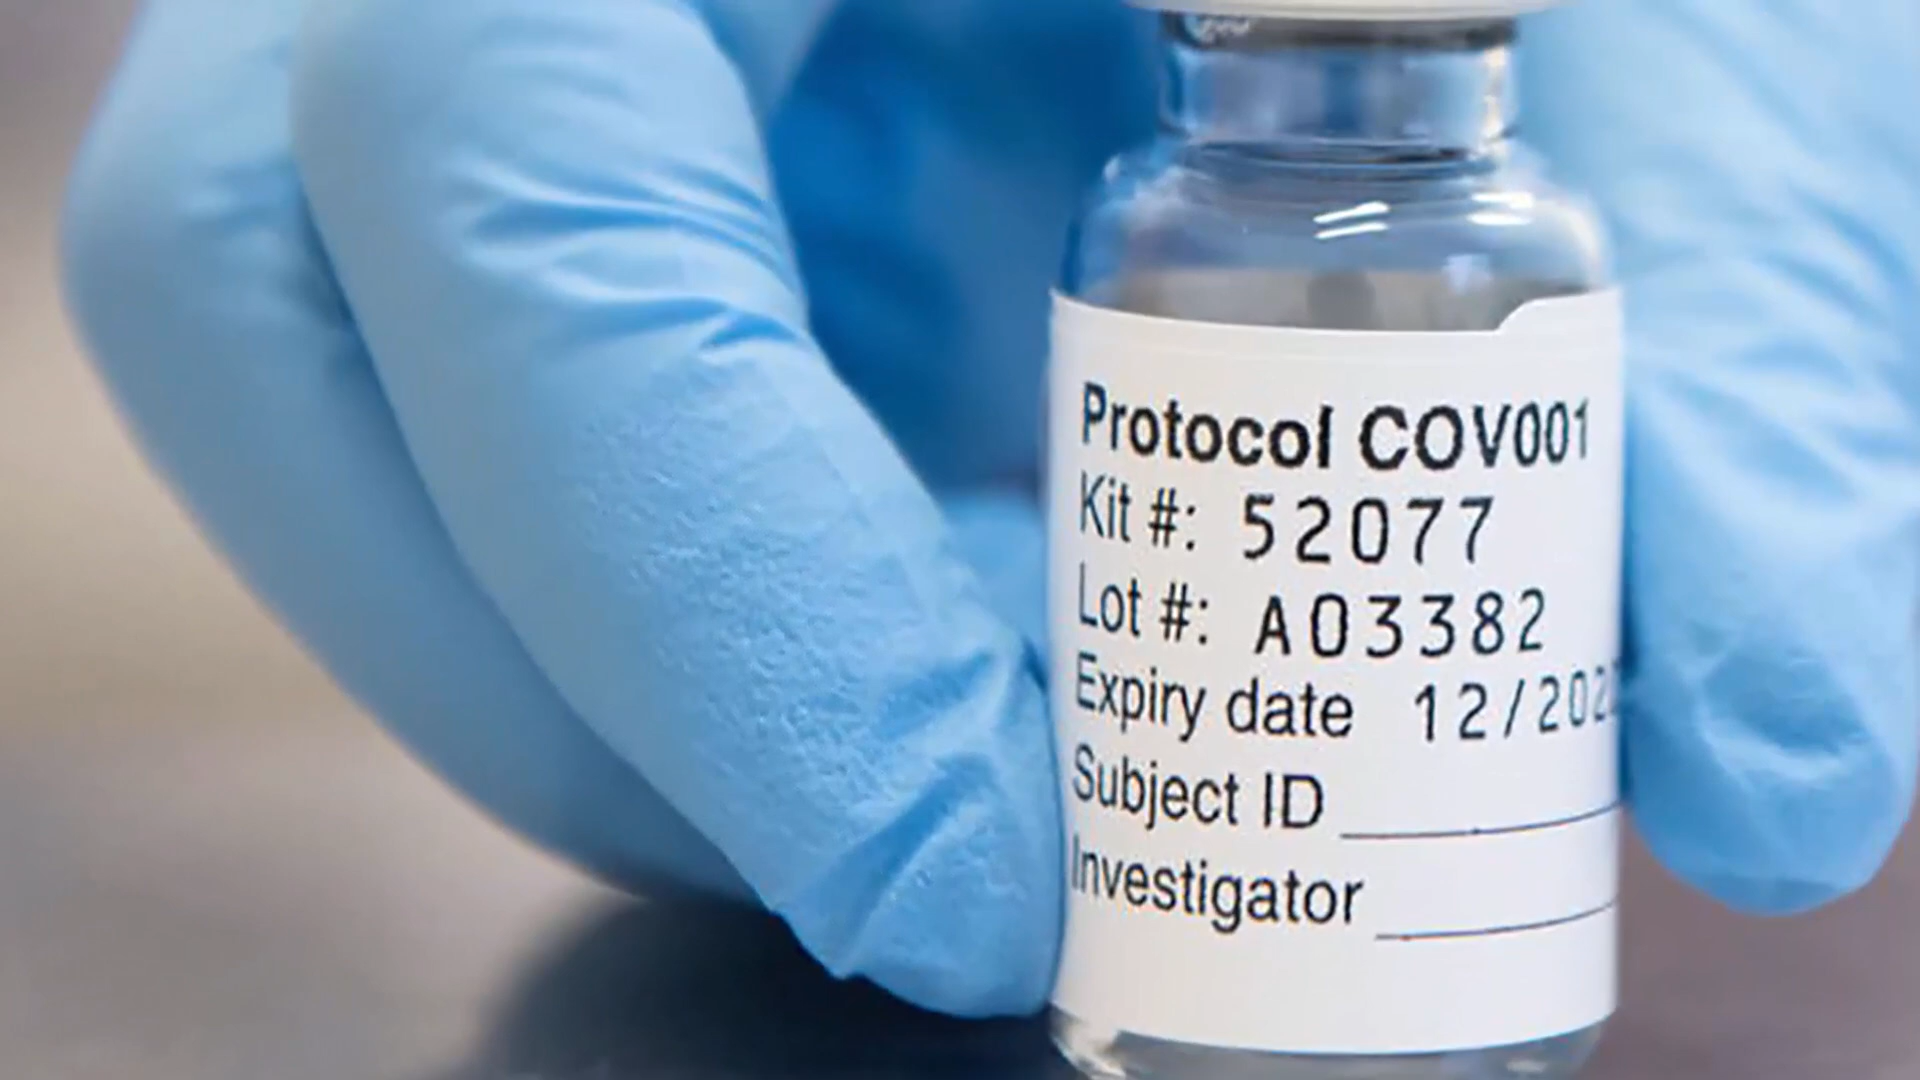 Protocol COV001
Kit #: 52077
Lot #: A03382
Expiry date 12/202
Subject ID
Investigator